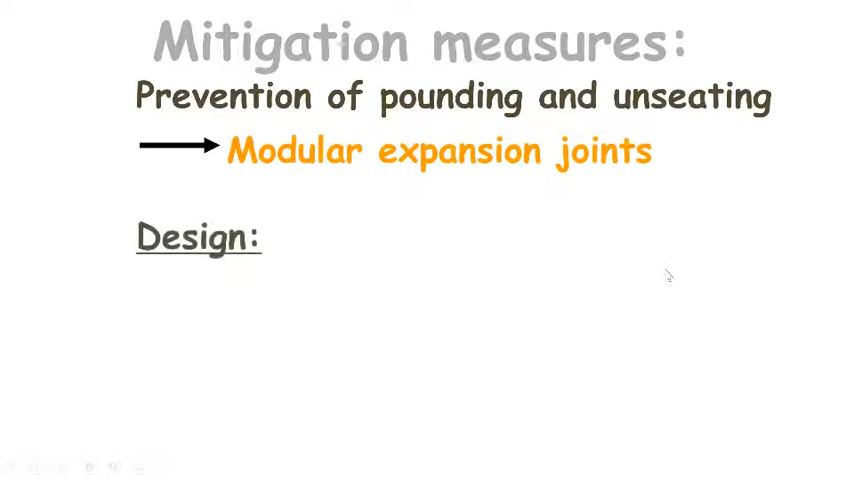 Mitigation measures:
Prevention of pounding and unseating
Modular expansion joints
Design: